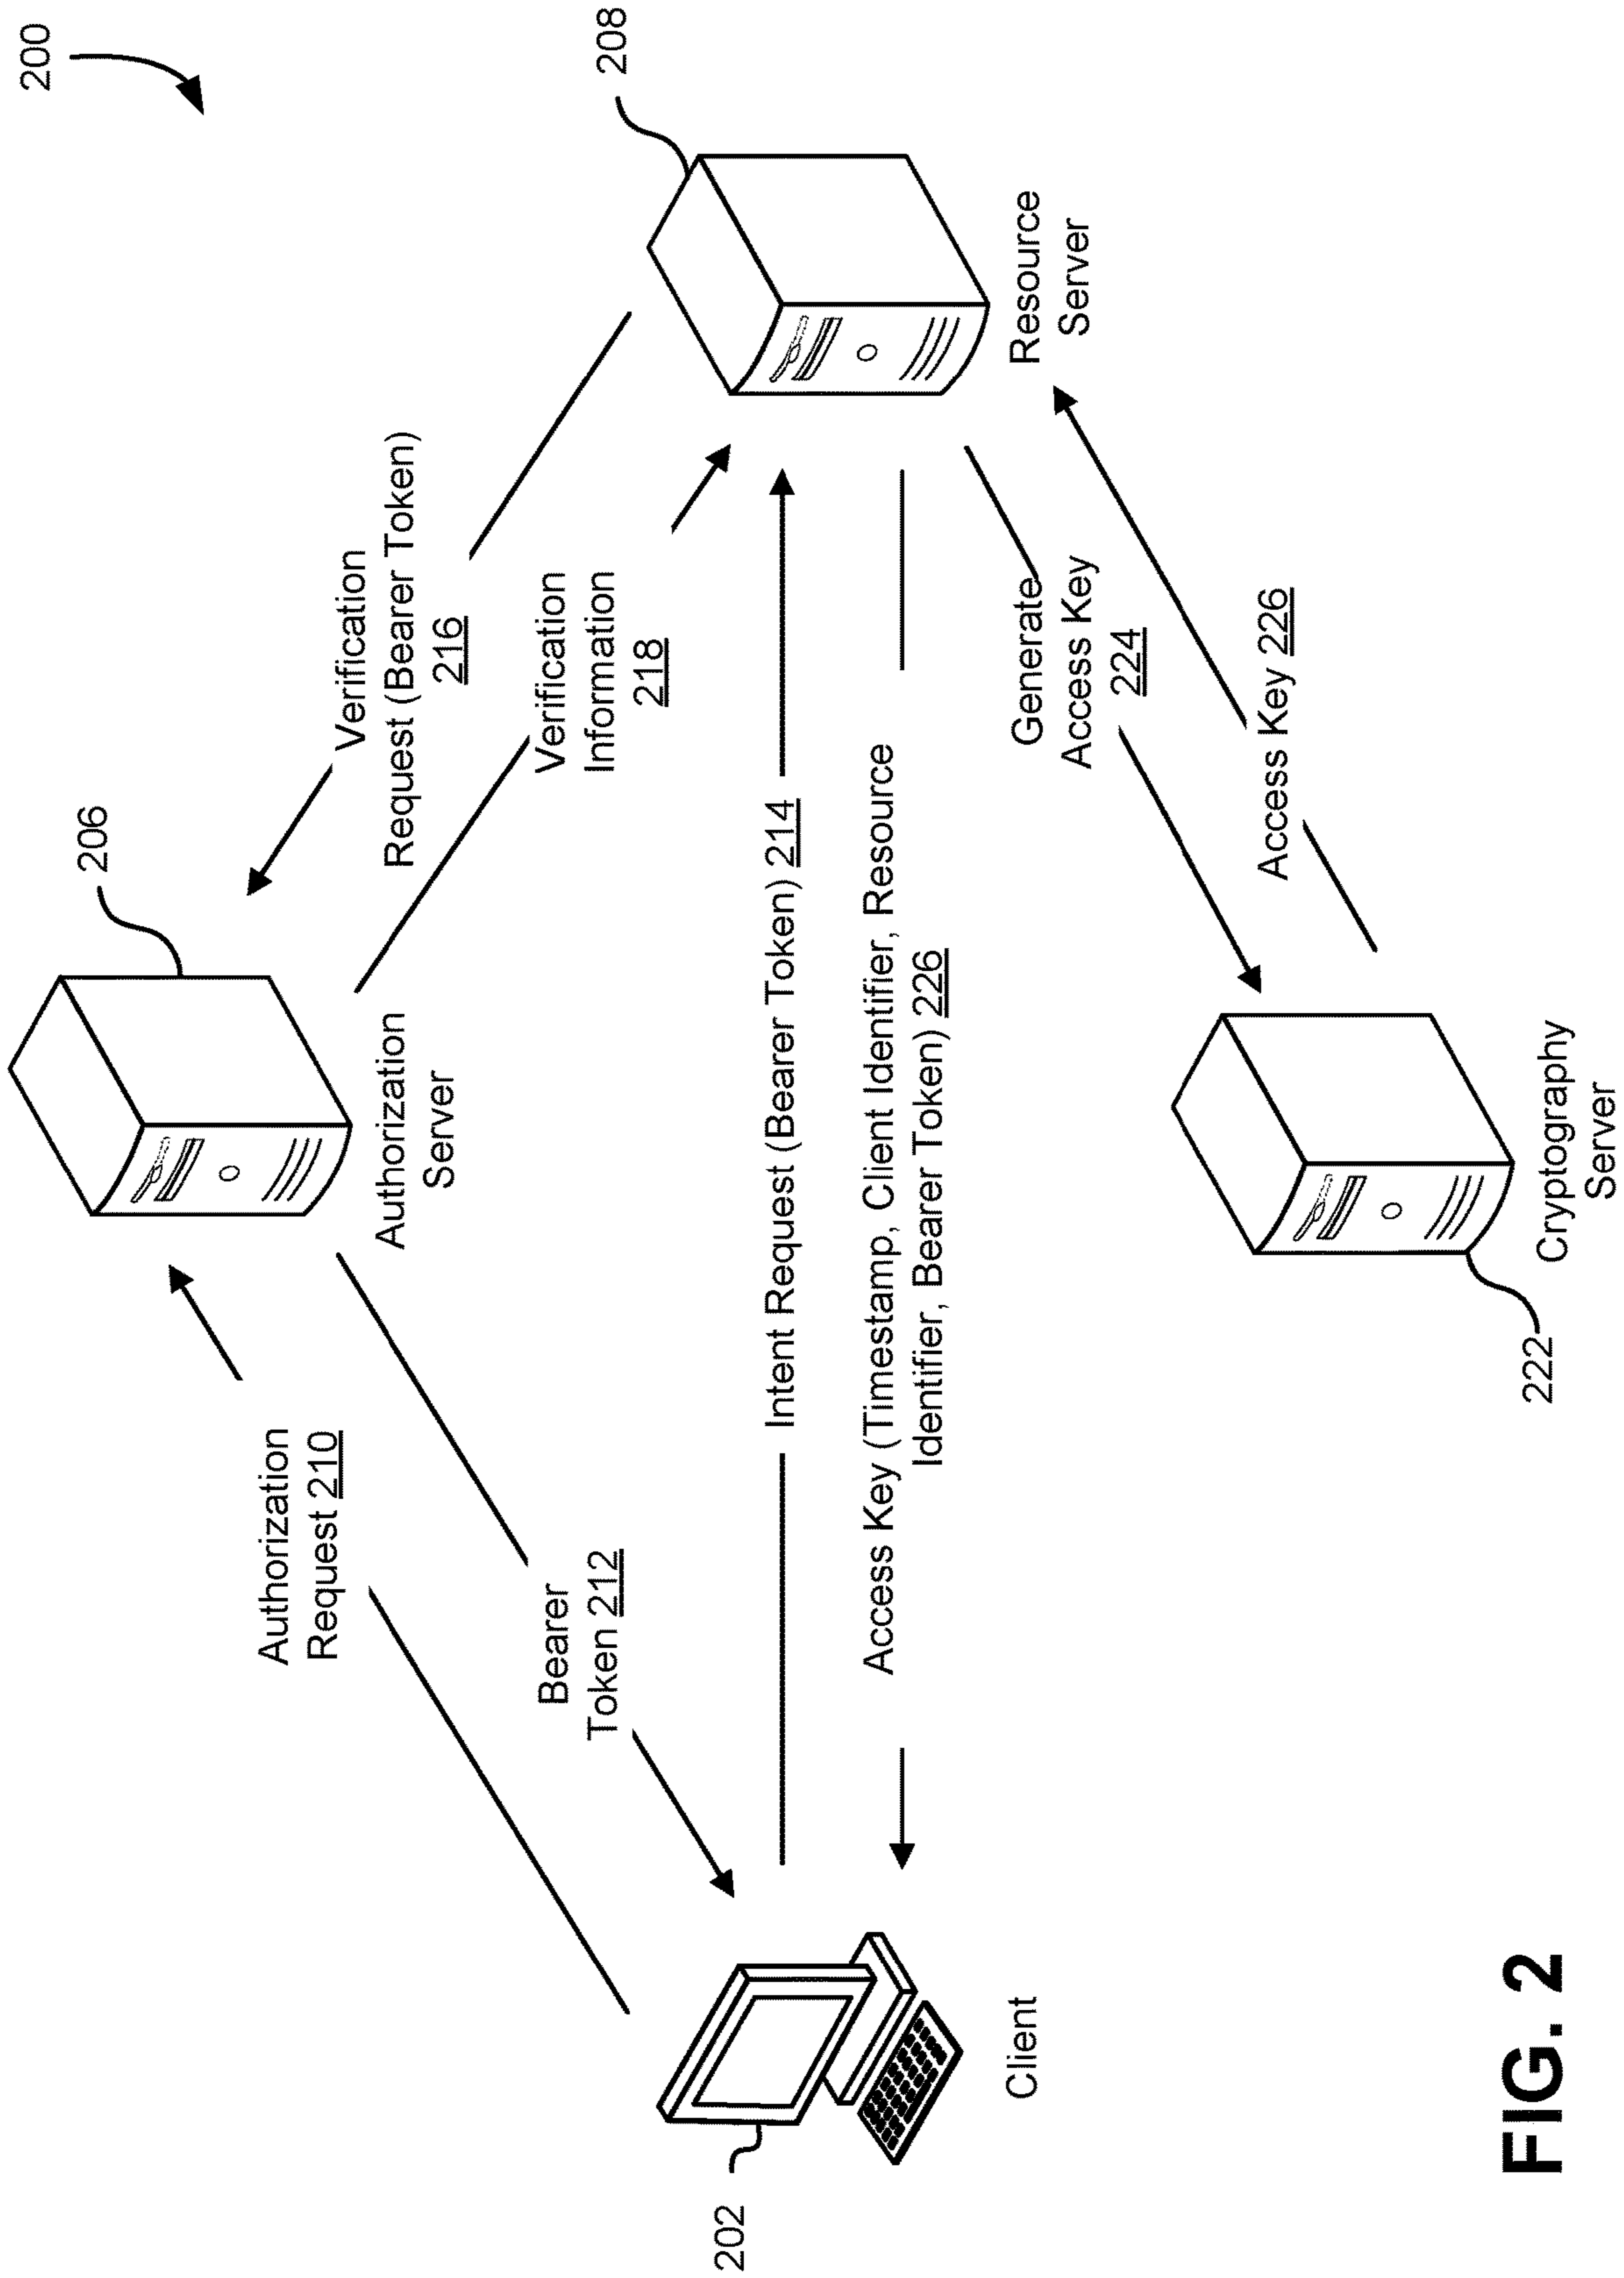 200
206
Authorization
Server
208
Resource
Server
Authorization
Request 210
Bearer
Token 212
Verification
Request (Bearer Token)
216
Verification
Information
218
202
Client
Intent Request (Bearer Token) 214
Access Key (Timestamp, Client Identifier, Resource
Identifier, Bearer Token) 226
Generate
Access Key
224
Access Key 226
222
Cryptography
Server
FIG. 2